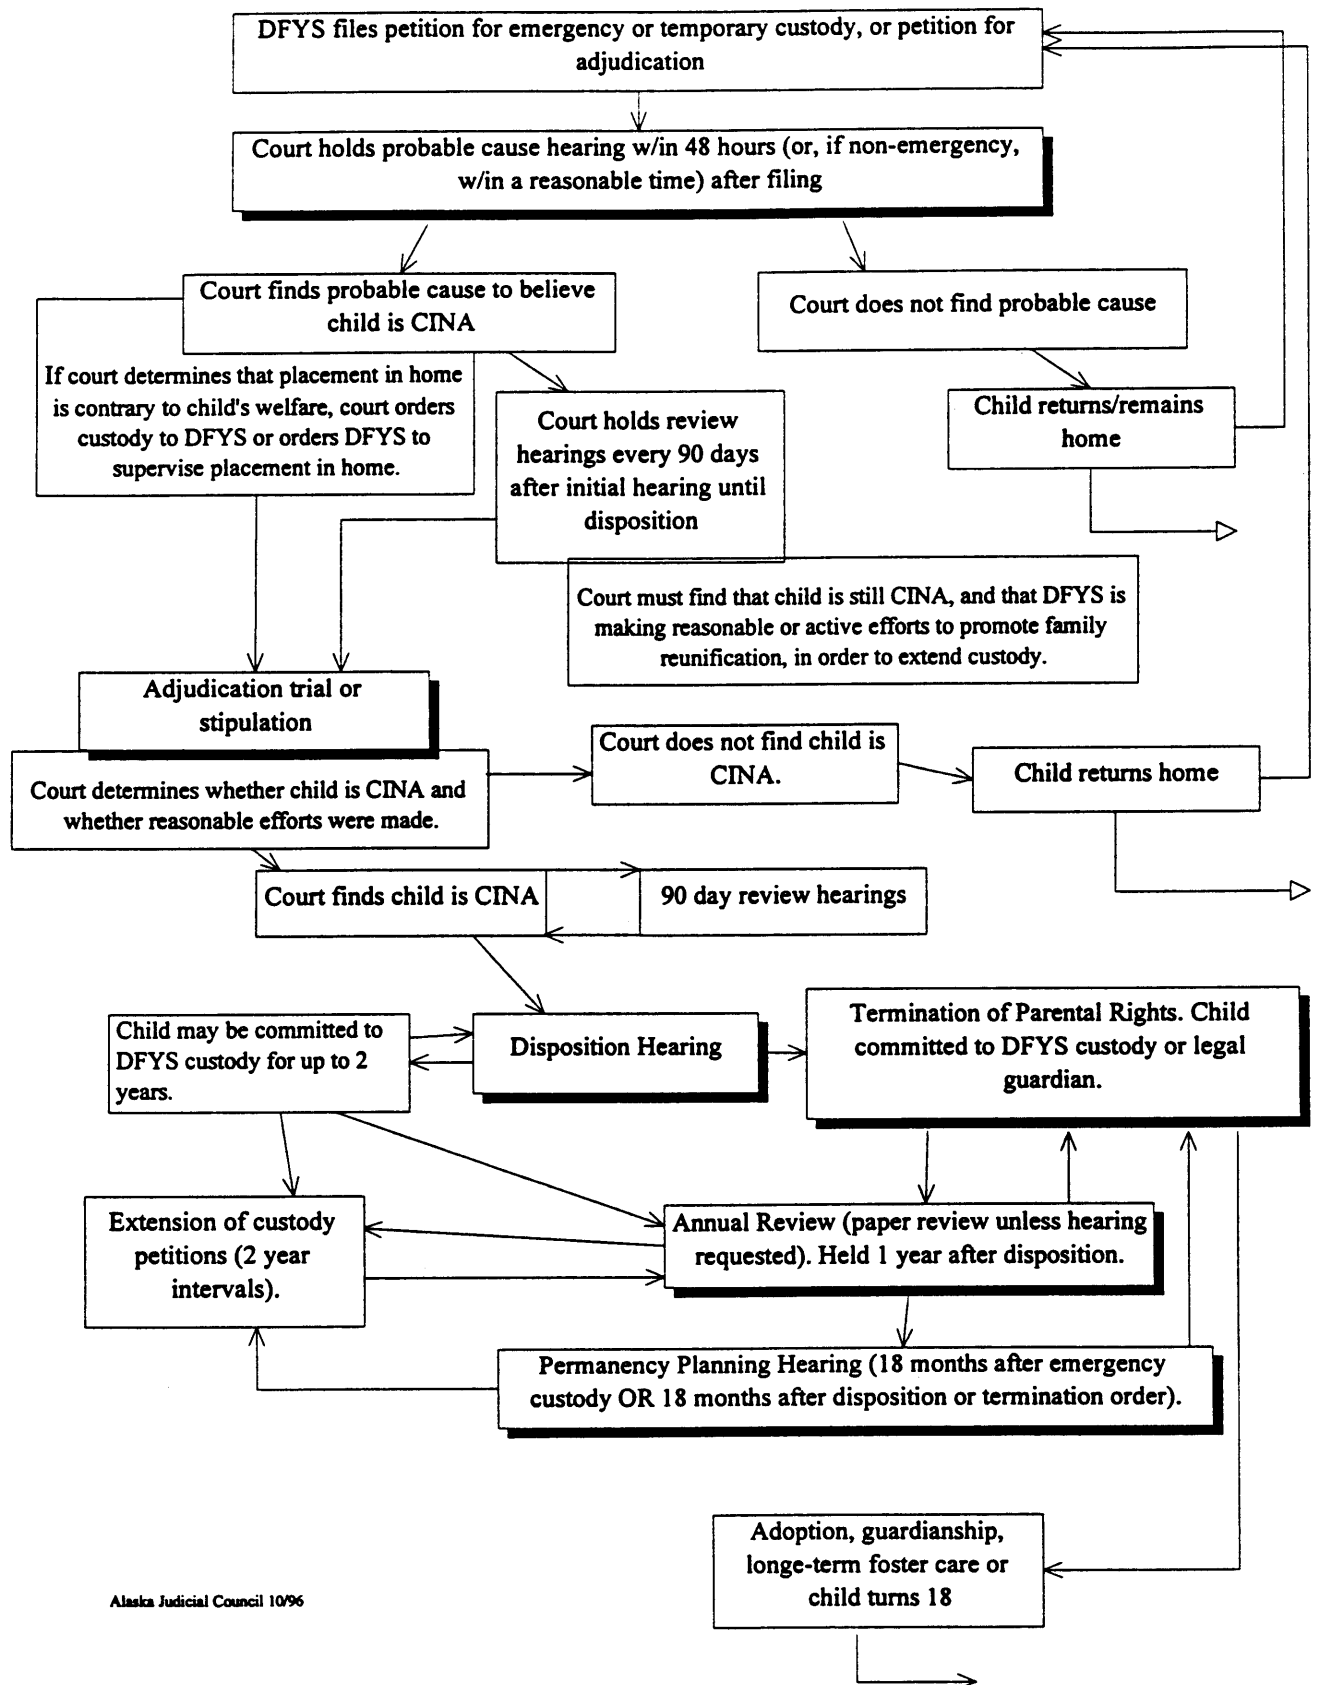 DFYS files petition for emergency or temporary custody, or petition for
adjudication
Court holds probable cause hearing w/in 48 hours (or, if non-emergency,
w/in a reasonable time) after filing
Court finds probable cause to believe
child is CINA
Court does not find probable cause
If court determines that placement in home
is contrary to child's welfare, court orders
custody to DFYS or orders DFYS to
supervise placement in home.
Court holds review
hearings every 90 days
after initial hearing until
disposition
Child returns/remains
home
Court must find that child is still CINA, and that DFYS is
making reasonable or active efforts to promote family
reunification, in order to extend custody.
Adjudication trial or
stipulation
Court determines whether child is CINA and
whether reasonable efforts were made.
Court does not find child is
CINA.
Child returns home
Court finds child is CINA
90 day review hearings
Child may be committed to
DFYS custody for up to 2
years.
Disposition Hearing
Termination of Parental Rights. Child
committed to DFYS custody or legal
guardian.
Extension of custody
petitions (2 year
intervals).
Annual Review (paper review unless hearing
requested). Held 1 year after disposition.
Permanency Planning Hearing (18 months after emergency
custody OR 18 months after disposition or termination order).
Adoption, guardianship,
longe-term foster care or
child turns 18
Alaska Judicial Council 10/96